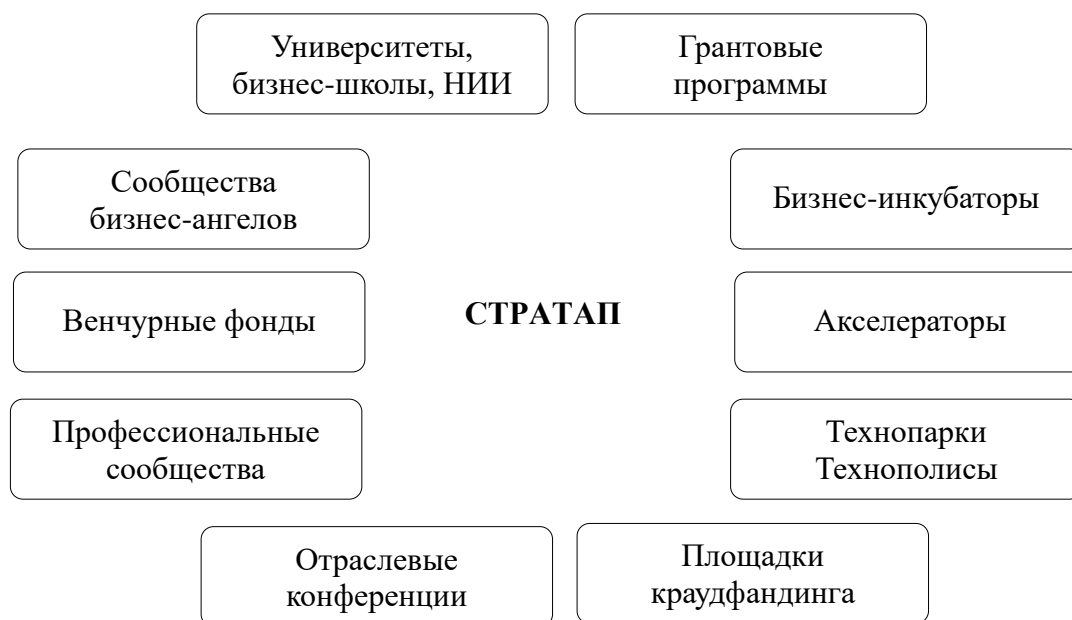 Университеты,
бизнес-школы, НИИ
Грантовые
программы
Сообщества
бизнес-ангелов
Бизнес-инкубаторы
Венчурные фонды
СТРАТАП
Акселераторы
Профессиональные
сообщества
Технопарки
Технополисы
Отраслевые
конференции
Площадки
краудфандинга